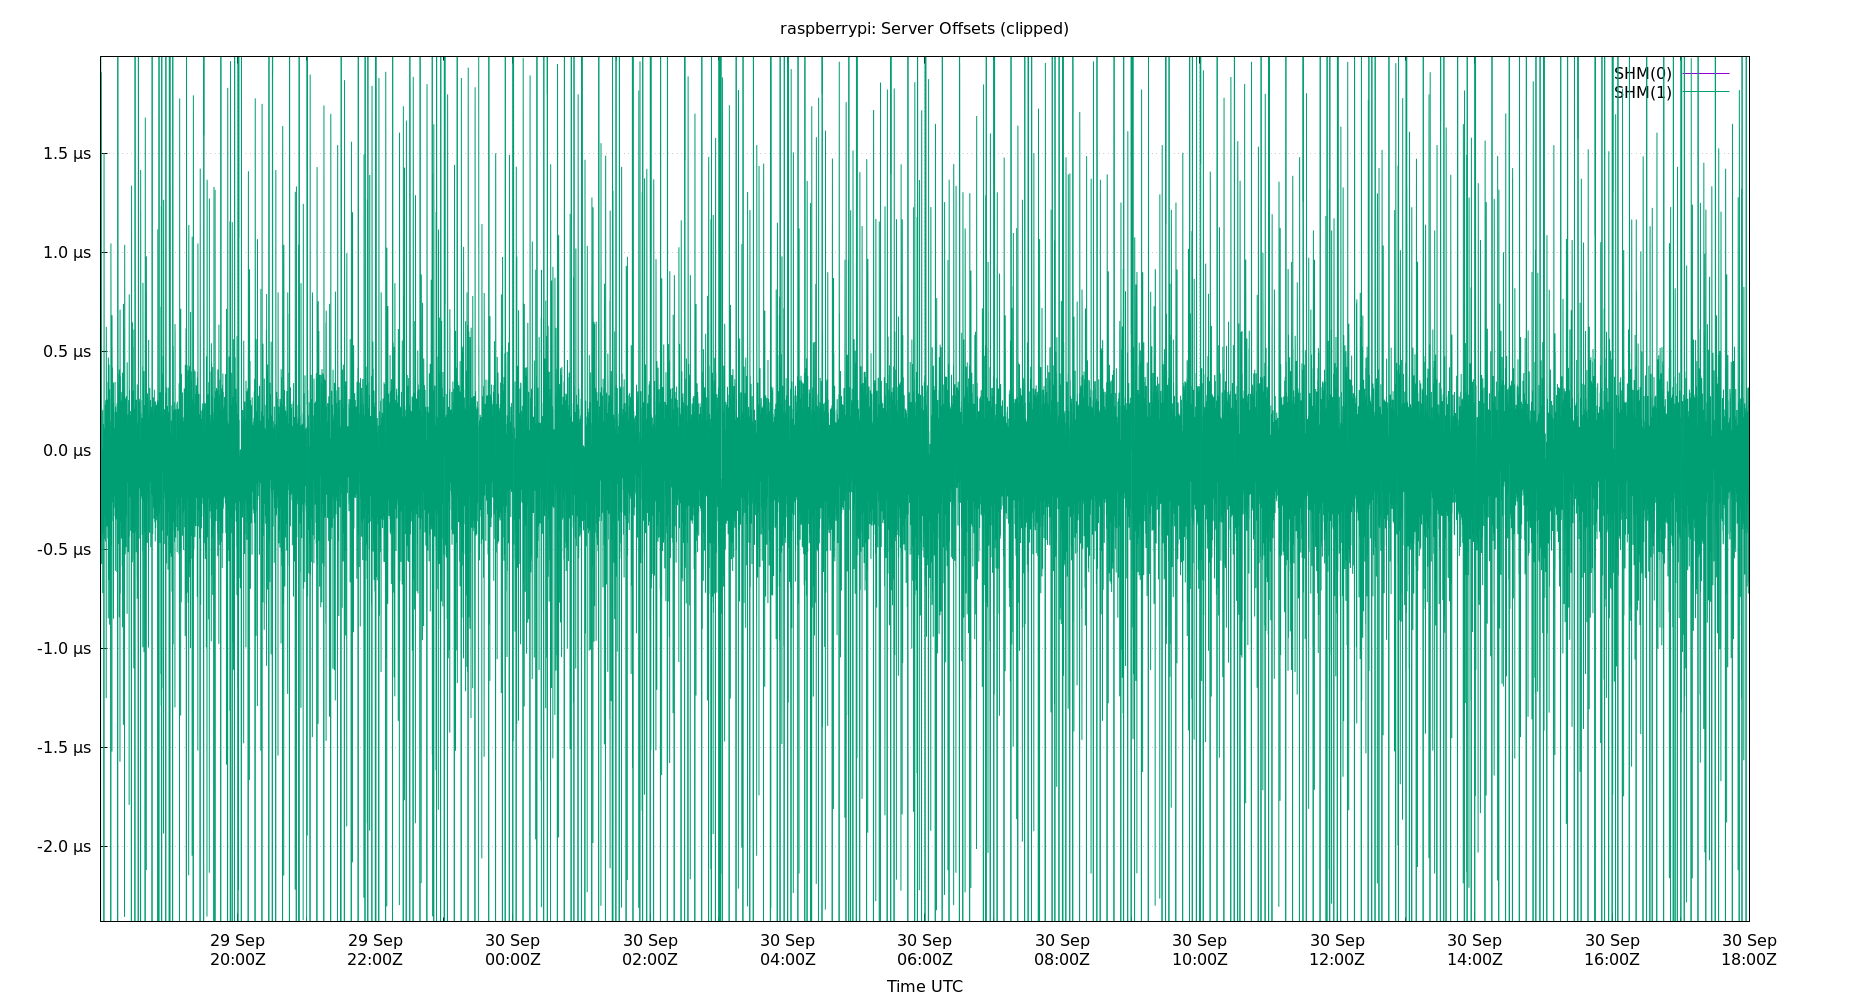 raspberrypi: Server Offsets (clipped)
SHM(0)
SHM(1)
1.5 μs
1.0 μs
0.5 μs
0.0 μs
-0.5 μs
-1.0 μs
-1.5 μs
-2.0 μs
29 Sep 29 Sep 30 Sep 30 Sep 30 Sep 30 Sep 30 Sep 30 Sep 30 Sep 30 Sep 30 Sep 30 Sep
20:00Z 22:00Z 00:00Z 02:00Z 04:00Z 06:00Z 08:00Z 10:00Z 12:00Z 14:00Z 16:00Z 18:00Z
Time UTC